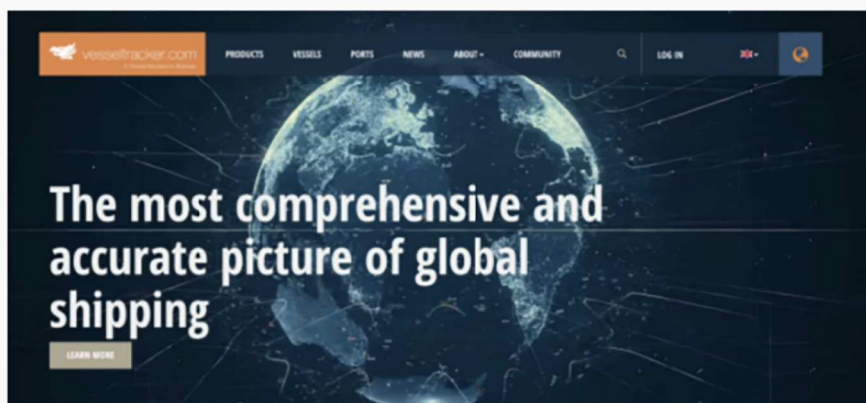 vesseltracker.com
PRODUCTS VESSELS PORTS NEWS ABOUT COMMUNITY LOG IN
The most comprehensive and
accurate picture of global
shipping
LEARN MORE